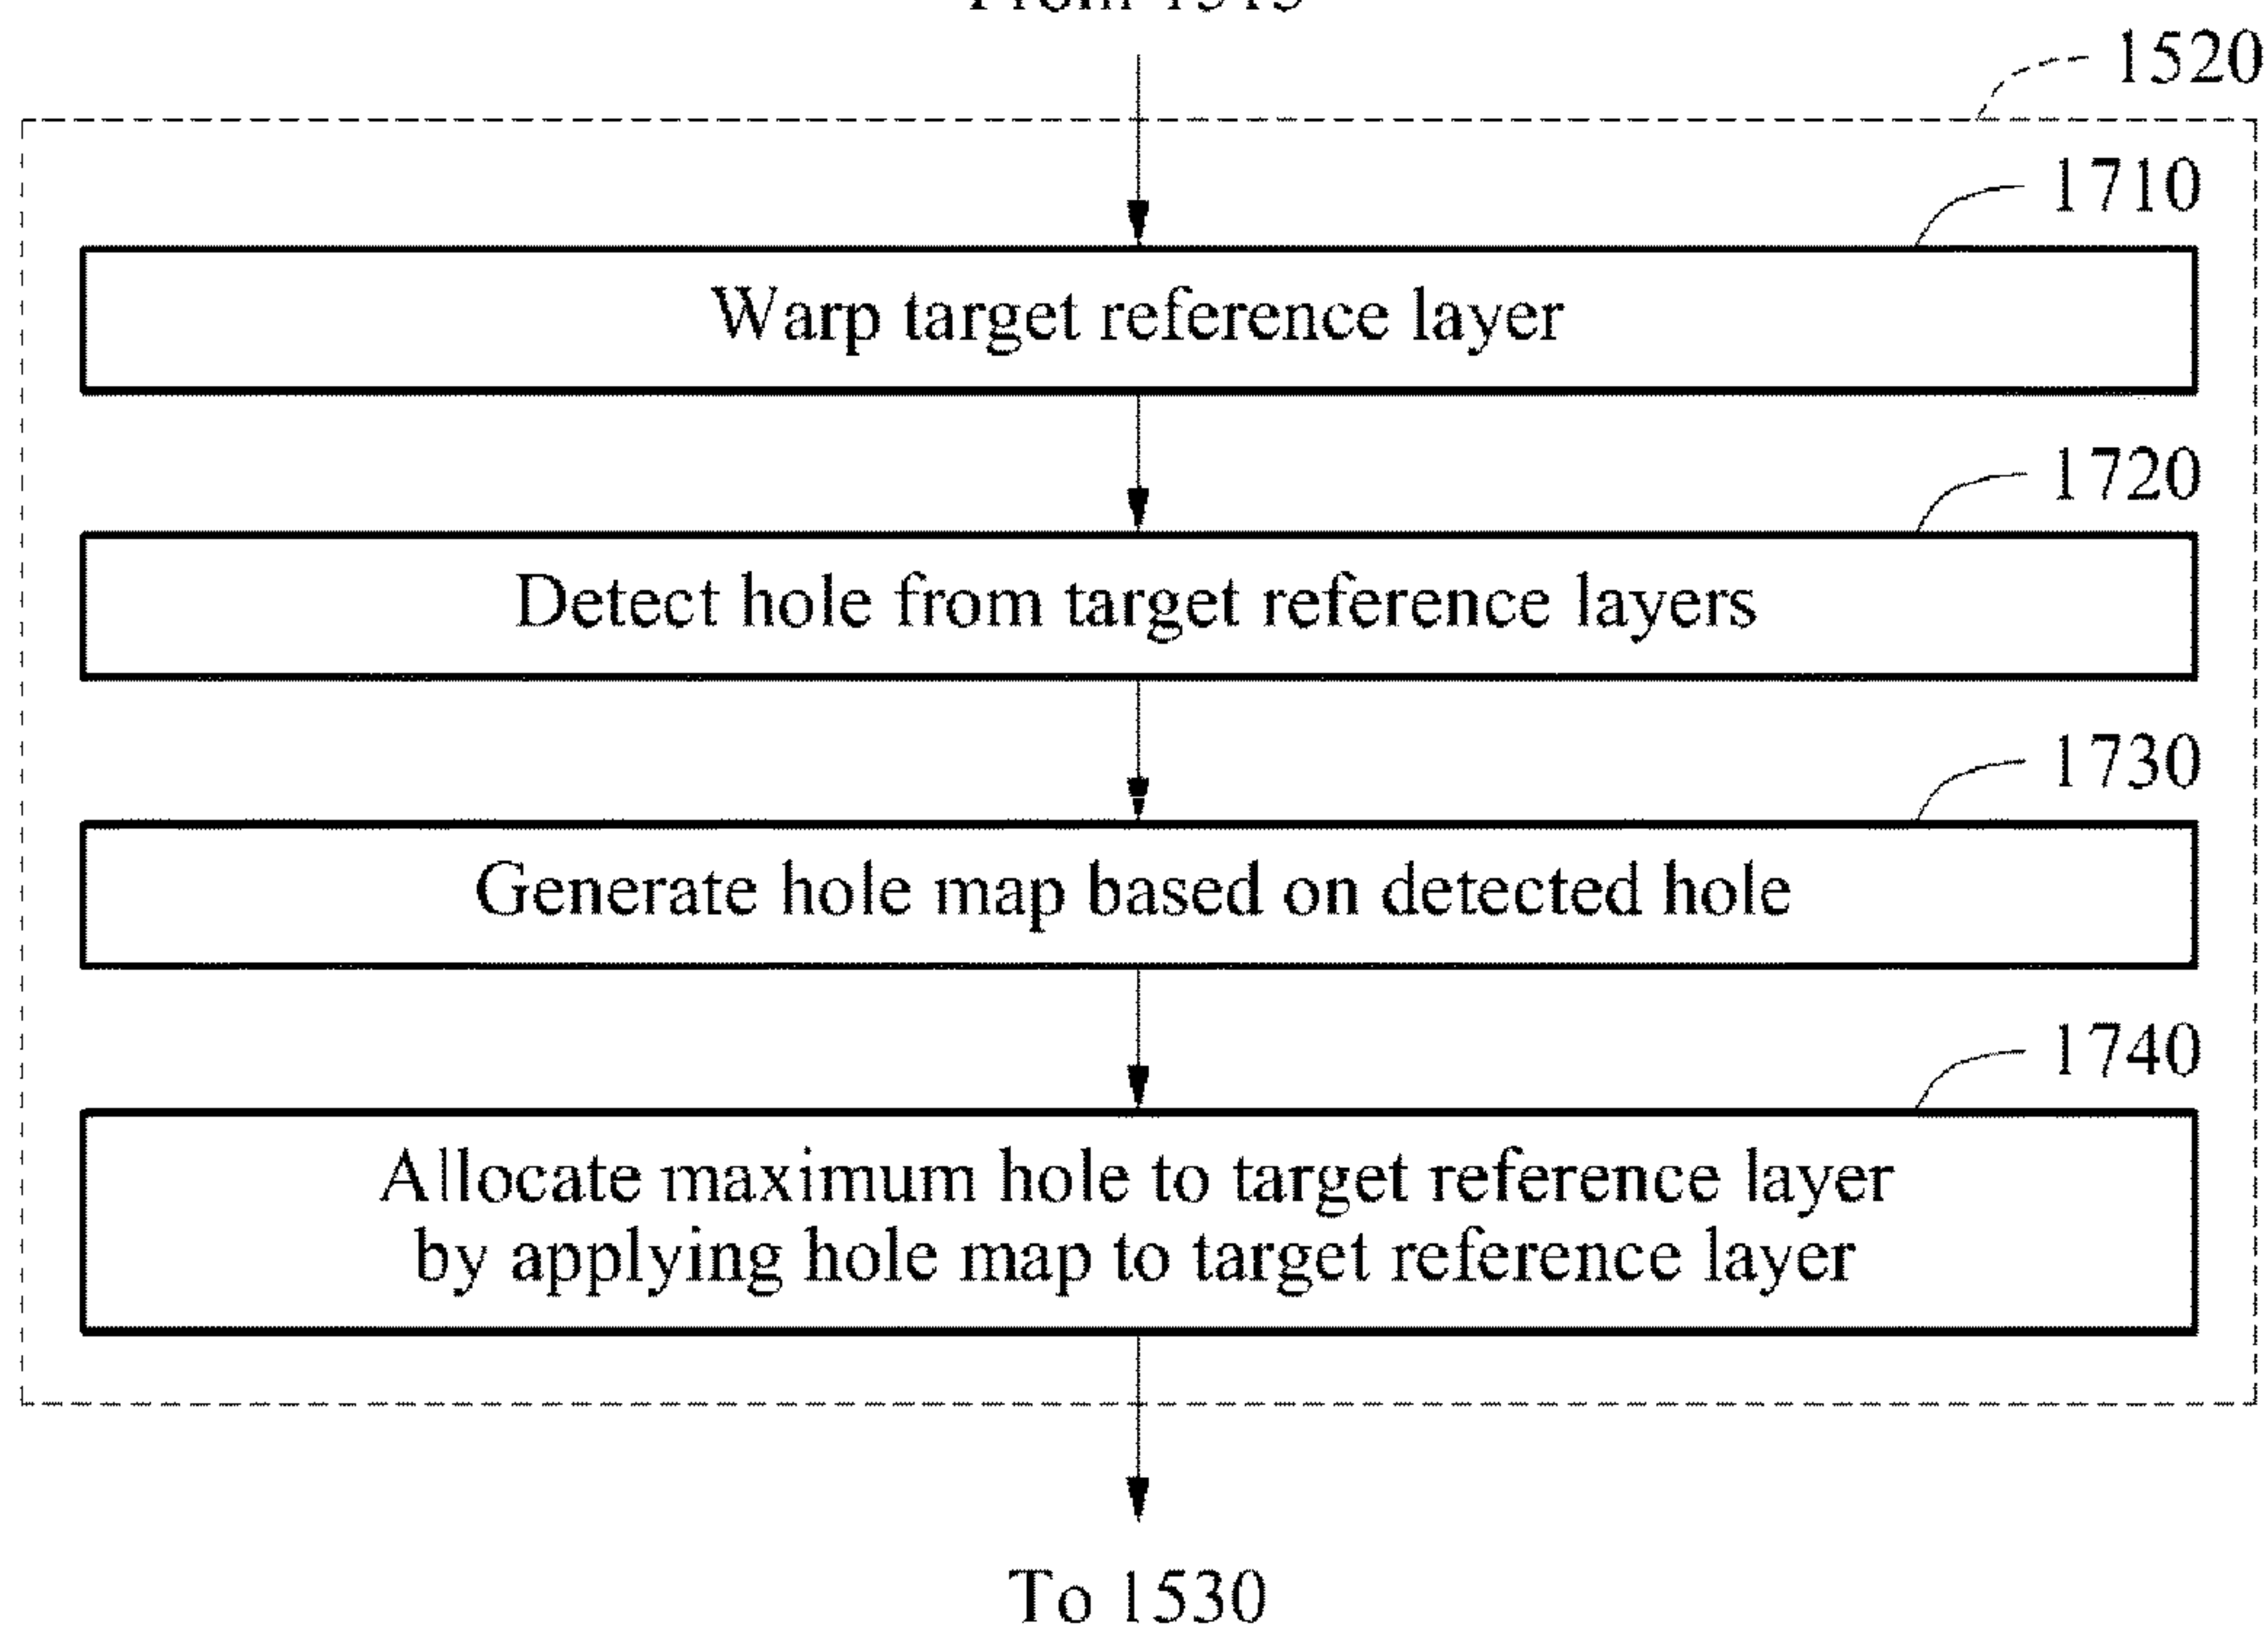 From 1515
1520
1710
Warp target reference layer
1720
Detect hole from target reference layers
1730
Generate hole map based on detected hole
1740
Allocate maximum hole to target reference layer
by applying hole map to target reference layer
To 1530